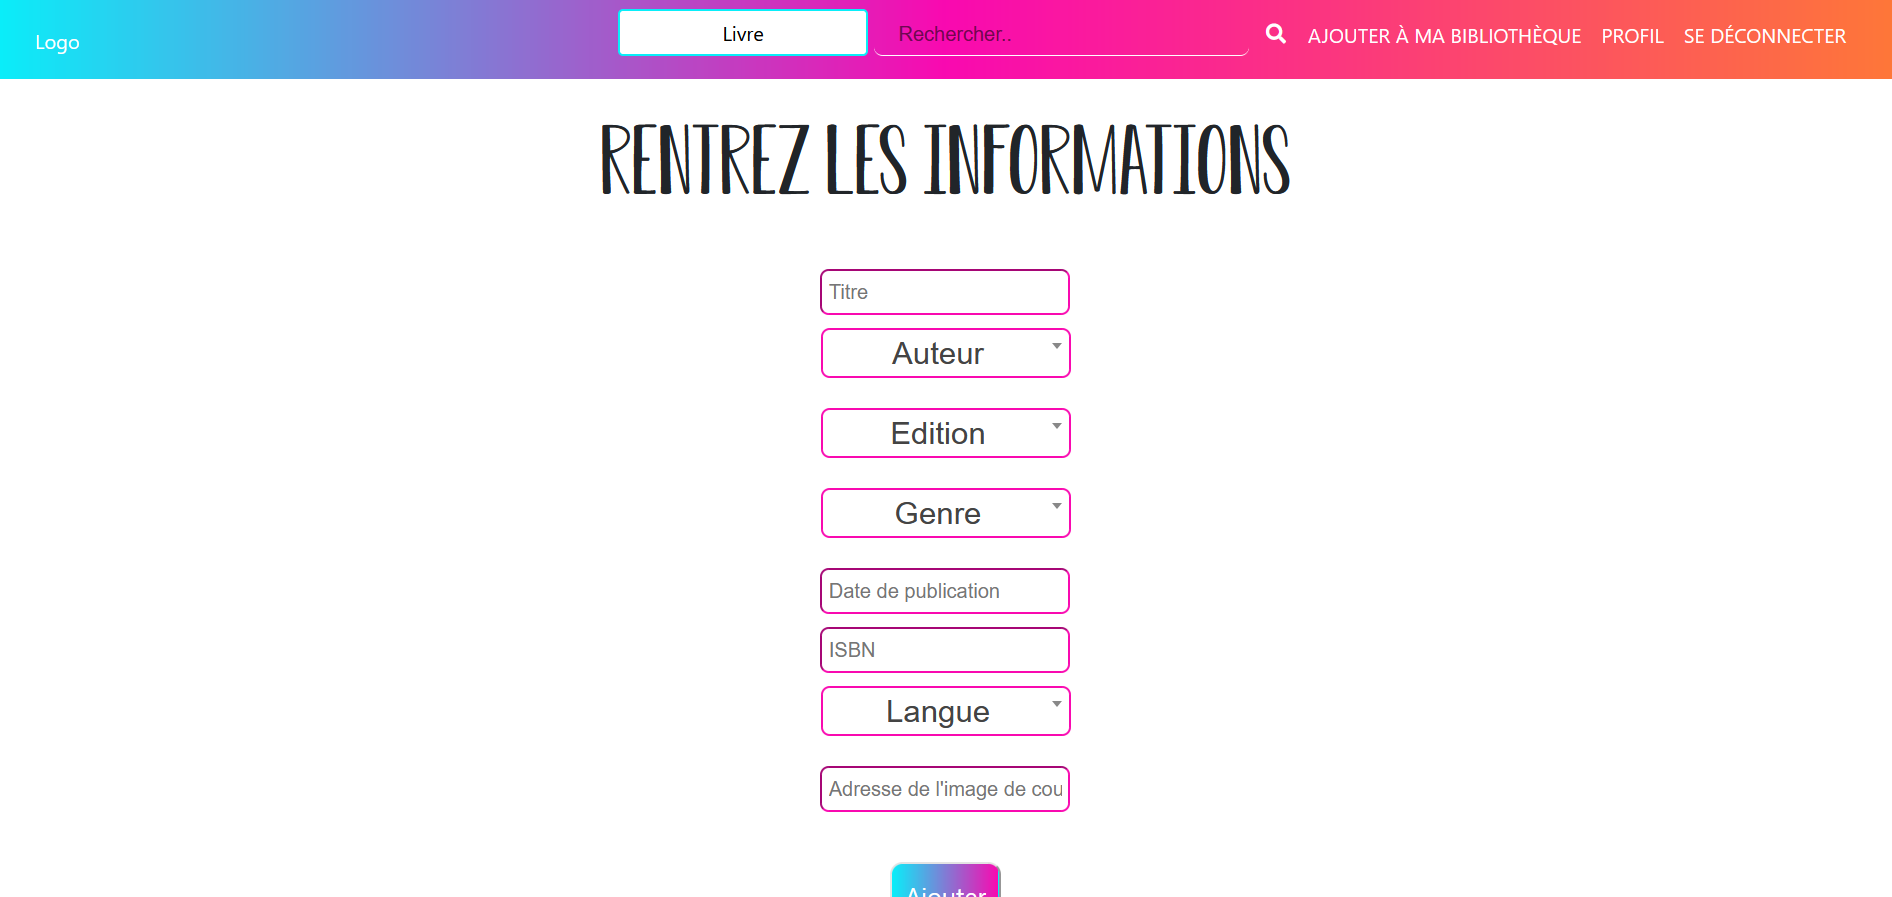 Logo
Livre
Rechercher..
AJOUTER À MA BIBLIOTHÈQUE
PROFIL
SE DÉCONNECTER
RENTREZ LES INFORMATIONS
Titre
Auteur
Edition
Genre
Date de publication
ISBN
Langue
Adresse de l'image de cou
Ajouter